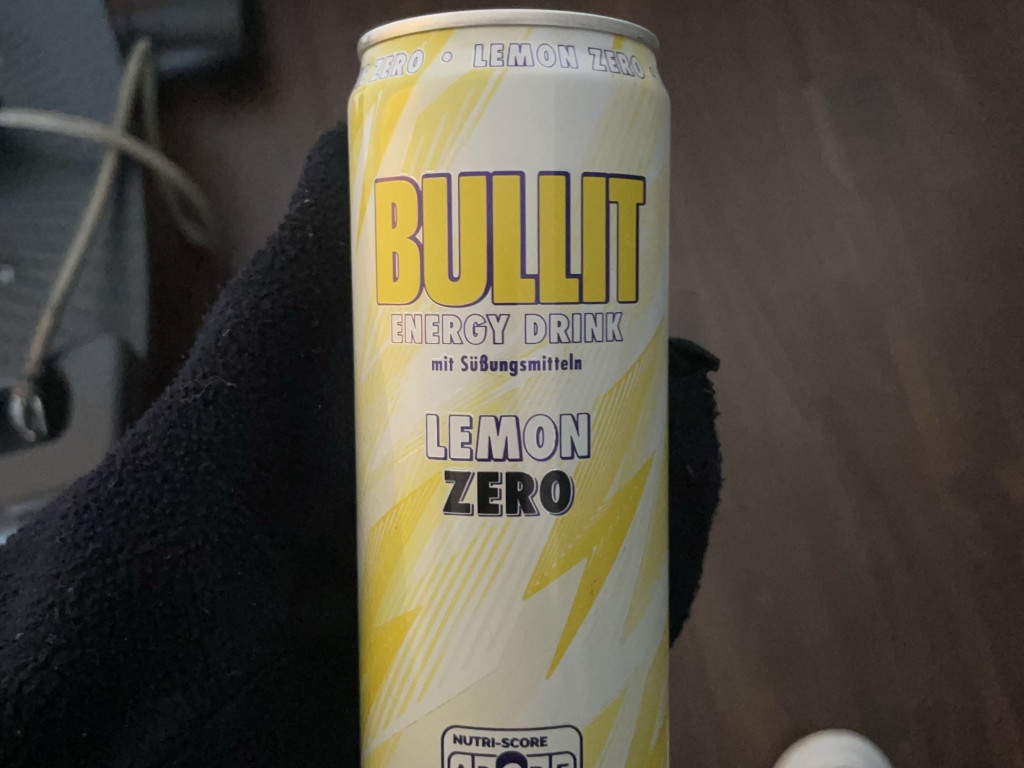 ZERO • LEMON ZERO •
BULLIT
ENERGY DRINK
mit Süßungsmitteln
LEMON
ZERO
NUTRI-SCORE